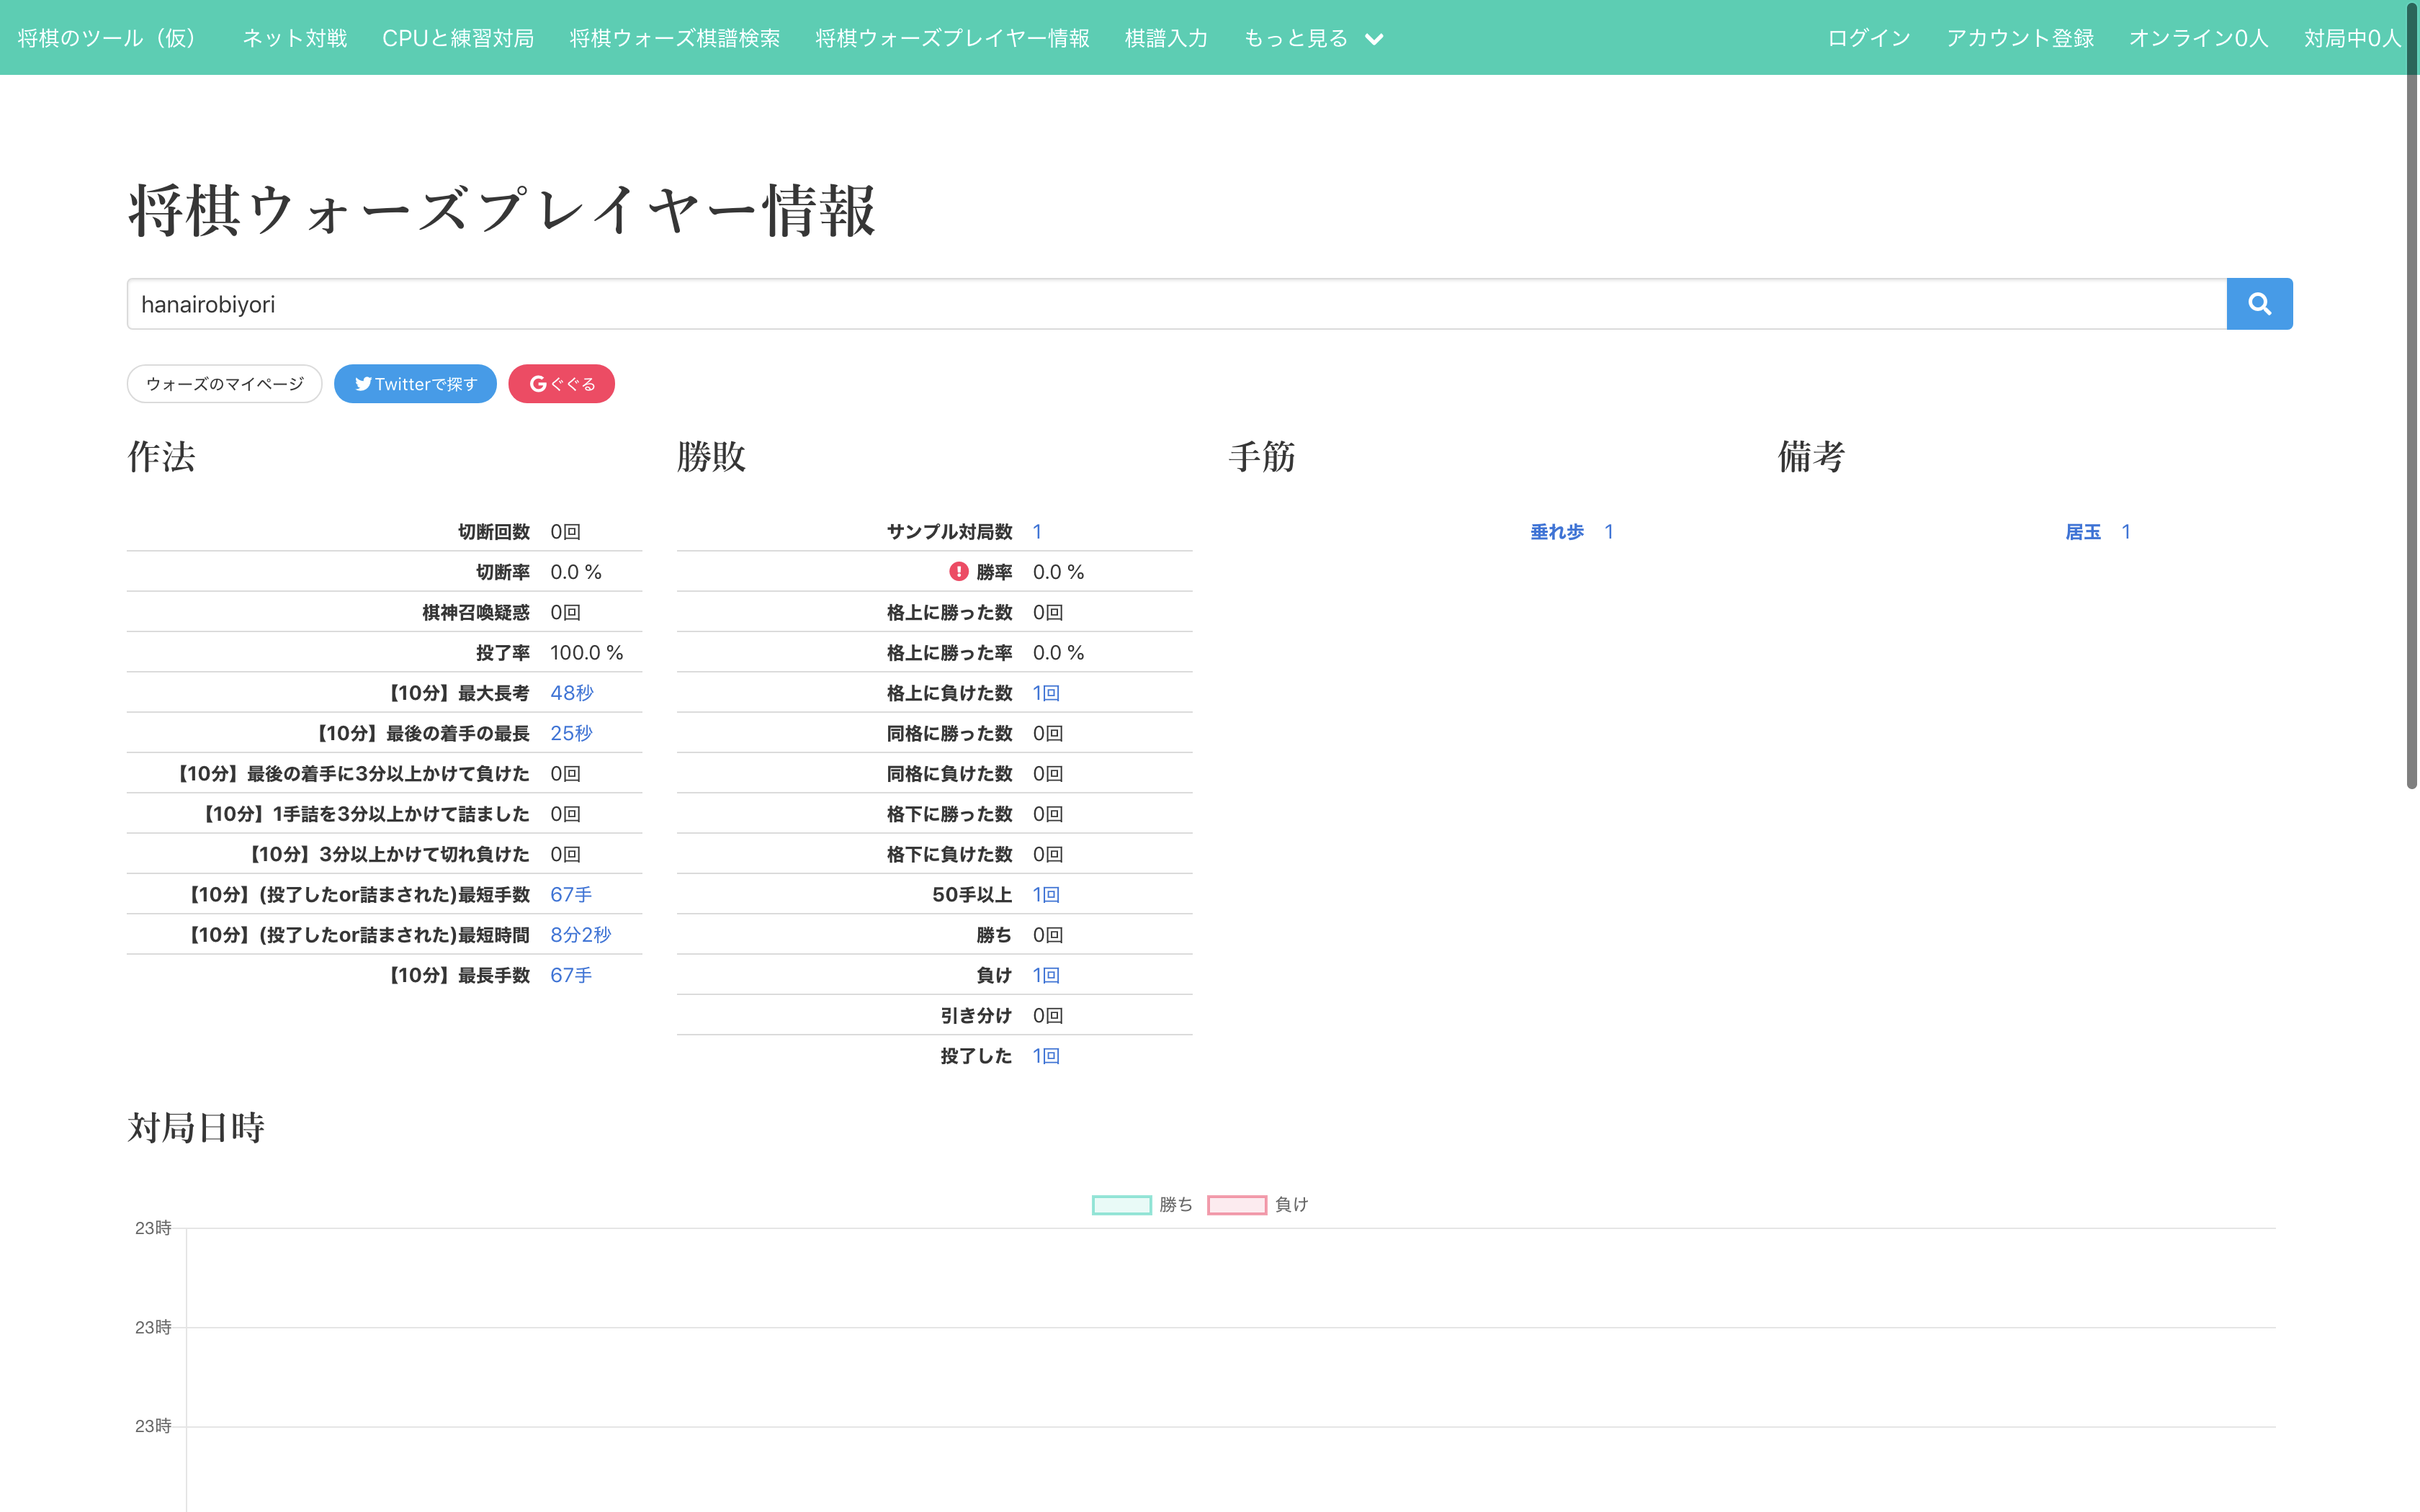 将棋のツール（仮） ネット対戦 CPUと練習対局 将棋ウォーズ棋譜検索 将棋ウォーズプレイヤー情報 棋譜入力 もっと見る ログイン アカウント登録 オンライン0人 対局中0人
将棋ウォーズプレイヤー情報
hanairobiyori
ウォーズのマイページ Twitterで探す ぐぐる
作法
切断回数 0回
切断率 0.0 %
棋神召喚疑惑 0回
投了率 100.0 %
【10分】最大長考 48秒
【10分】最後の着手の最長 25秒
【10分】最後の着手に3分以上かけて負けた 0回
【10分】1手詰を3分以上かけて詰ました 0回
【10分】3分以上かけて切れ負けた 0回
【10分】(投了したor詰まされた)最短手数 67手
【10分】(投了したor詰まされた)最短時間 8分2秒
【10分】最長手数 67手
勝敗
サンプル対局数 1
勝率 0.0 %
格上に勝った数 0回
格上に勝った率 0.0 %
格上に負けた数 1回
同格に勝った数 0回
同格に負けた数 0回
格下に勝った数 0回
格下に負けた数 0回
50手以上 1回
勝ち 0回
負け 1回
引き分け 0回
投了した 1回
手筋
垂れ歩 1
備考
居玉 1
対局日時
勝ち 負け
23時
23時
23時